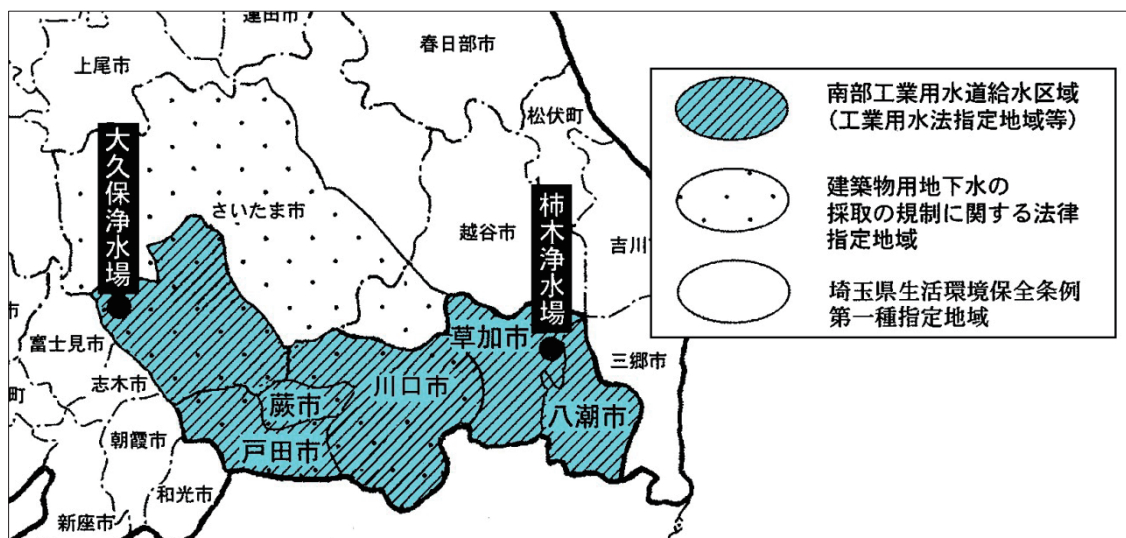 蓮田市
春日部市
上尾市
松伏町
大久保浄水場
さいたま市
越谷市
柿木浄水場
吉川
草加市
富士見市
三郷市
志木市
川口市
町
蕨市
八潮市
朝霞市
戸田市
和光市
新座市
市
南部工業用水道給水区域
(工業用水法指定地域等)
建築物用地下水の
採取の規制に関する法律
指定地域
埼玉県生活環境保全条例
第一種指定地域